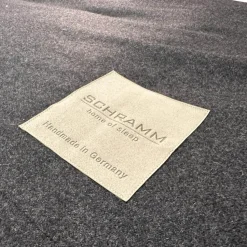 SCHRAMM
home of sleep
Handmade in Germany